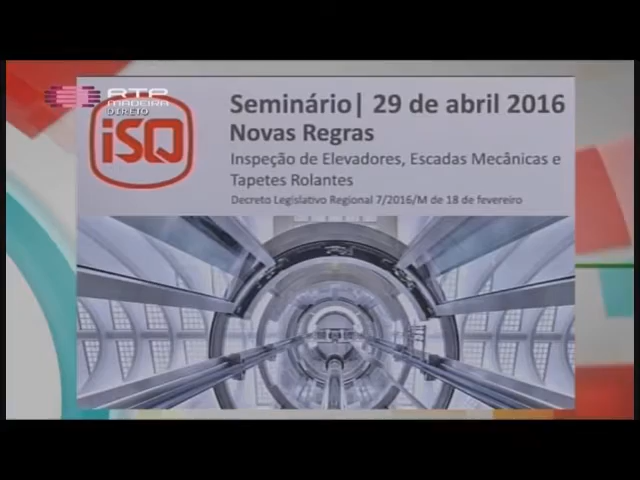 RTP
MADEIRA
DIRETO
iSQ
Seminário| 29 de abril 2016
Novas Regras
Inspeção de Elevadores, Escadas Mecânicas e
Tapetes Rolantes
Decreto Legislativo Regional 7/2016/M de 18 de fevereiro